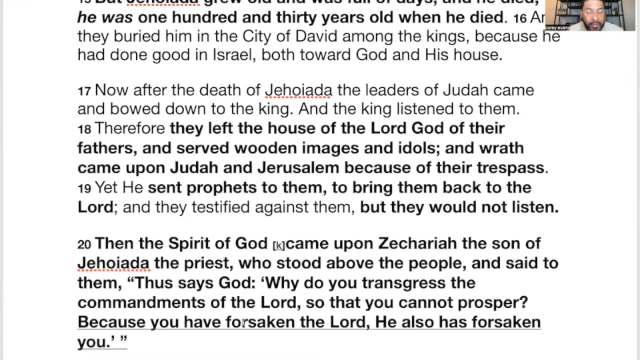 15 But Jehoiada grew old and was full of days, and he died;
he was one hundred and thirty years old when he died. 16 And
they buried him in the City of David among the kings, because he
had done good in Israel, both toward God and His house.
17 Now after the death of Jehoiada the leaders of Judah came
and bowed down to the king. And the king listened to them.
18 Therefore they left the house of the Lord God of their
fathers, and served wooden images and idols; and wrath
came upon Judah and Jerusalem because of their trespass.
19 Yet He sent prophets to them, to bring them back to the
Lord; and they testified against them, but they would not listen.
20 Then the Spirit of God [k]came upon Zechariah the son of
Jehoiada the priest, who stood above the people, and said to
them, “Thus says God: ‘Why do you transgress the
commandments of the Lord, so that you cannot prosper?
Because you have forsaken the Lord, He also has forsaken
you.’ ”